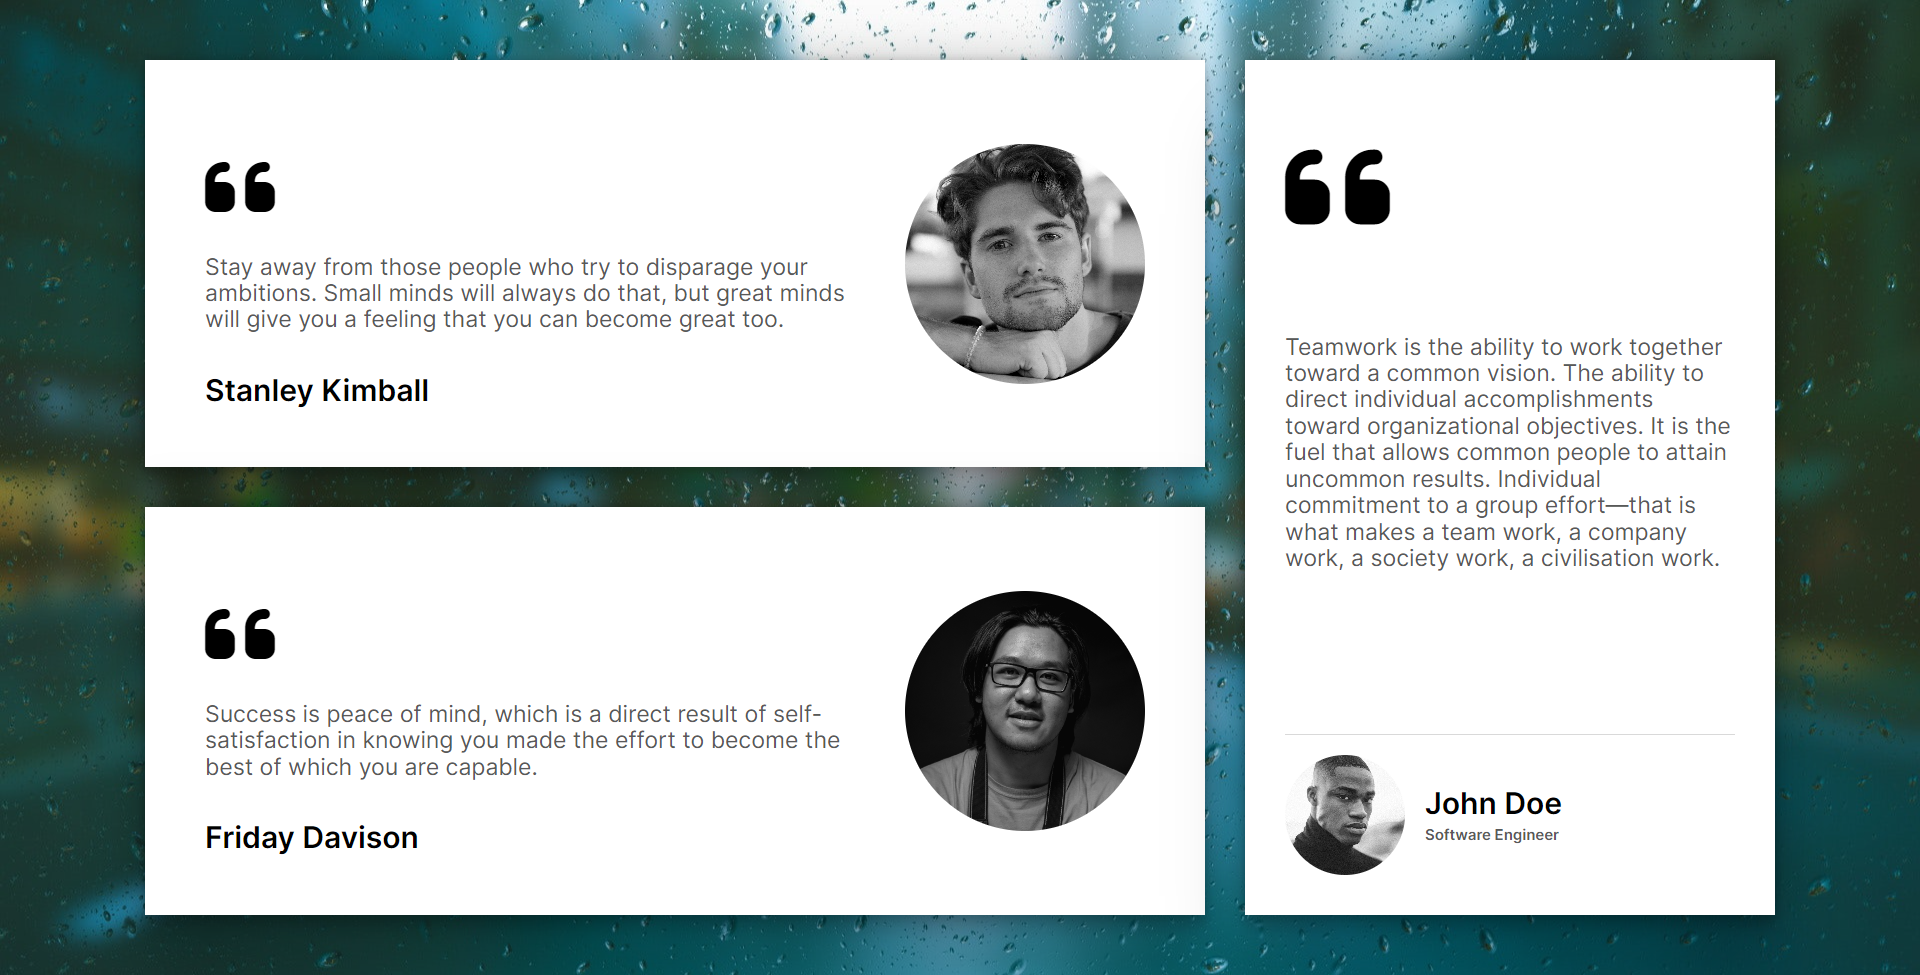 Stay away from those people who try to disparage your
ambitions. Small minds will always do that, but great minds
will give you a feeling that you can become great too.
Stanley Kimball
Success is peace of mind, which is a direct result of self-
satisfaction in knowing you made the effort to become the
best of which you are capable.
Friday Davison
Teamwork is the ability to work together
toward a common vision. The ability to
direct individual accomplishments
toward organizational objectives. It is the
fuel that allows common people to attain
uncommon results. Individual
commitment to a group effort—that is
what makes a team work, a company
work, a society work, a civilisation work.
John Doe
Software Engineer